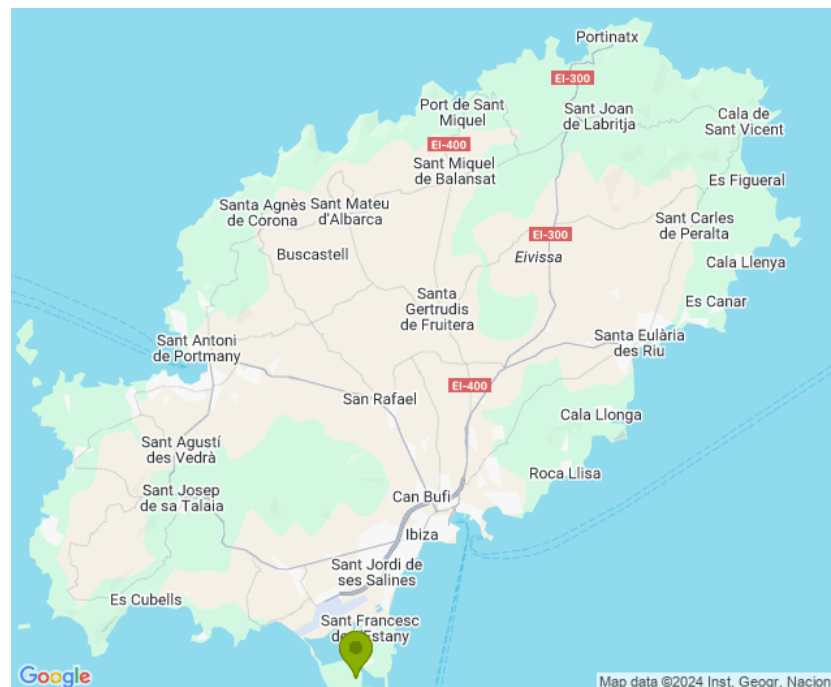 Portinatx
EI-300
Port de Sant
Miquel
Sant Joan
de Labritja
Cala de
Sant Vicent
EI-400
Sant Miquel
de Balansat
Es Figueral
Santa Agnès
de Corona
Sant Mateu
d'Albarca
Sant Carles
de Peralta
EI-300
Buscastell
Eivissa
Cala Llenya
Santa
Gertrudis
de Fruitera
Es Canar
Sant Antoni
de Portmany
Santa Eulària
des Riu
EI-400
San Rafael
Cala Llonga
Sant Agustí
des Vedrà
Roca Llisa
Sant Josep
de sa Talaia
Can Bufi
Ibiza
Sant Jordi de
ses Salines
Es Cubells
Sant Francesc
Estany
Google
Map data ©2024 Inst. Geogr. Nacion